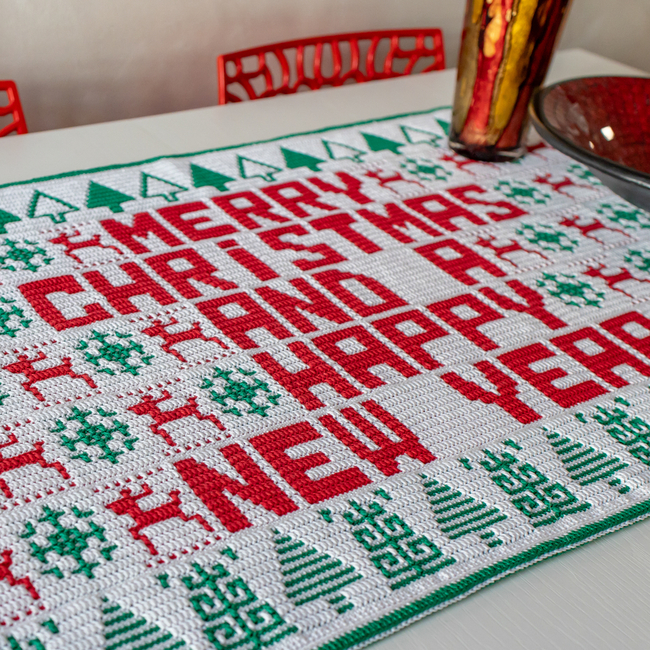 MERRY
CHRiSTMAS
AND A
HAPPY
NEW YEAR